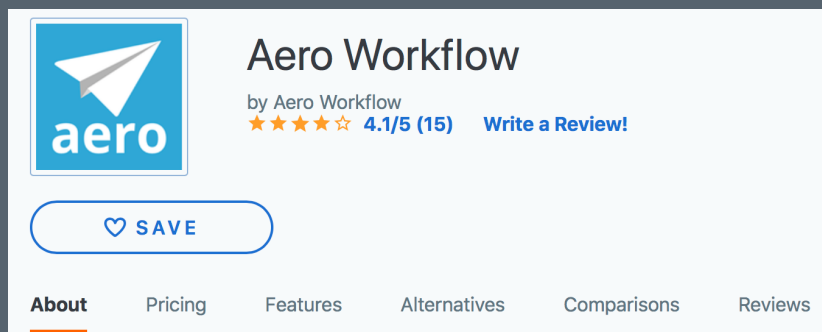 aero
Aero Workflow
by Aero Workflow
4.1/5 (15) Write a Review!
SAVE
About Pricing Features Alternatives Comparisons Reviews